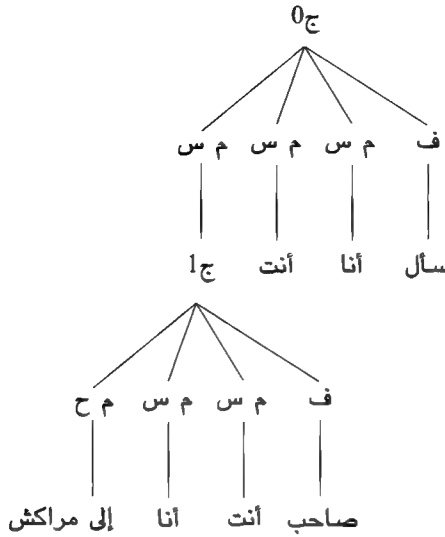 ج0
ف م س م س م س
سأل أنا أنت ج1
ف م س م س م ح
صاحب أنت أنا إلى مراكش